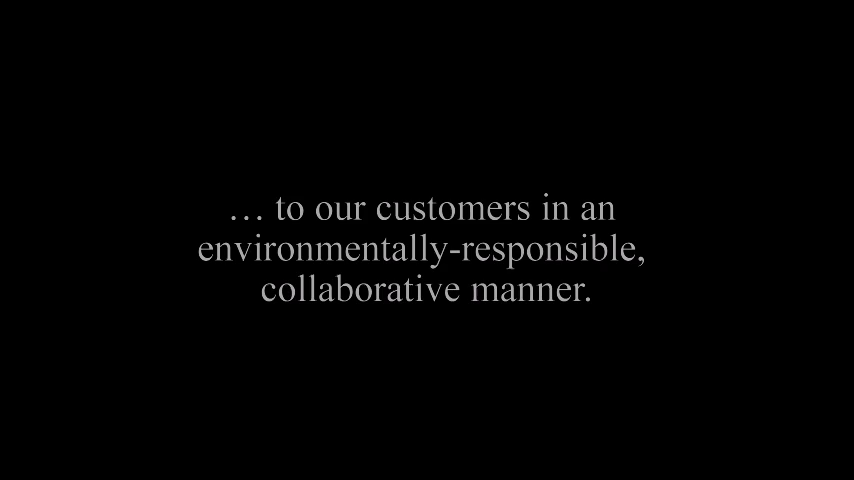 … to our customers in an
environmentally-responsible,
collaborative manner.